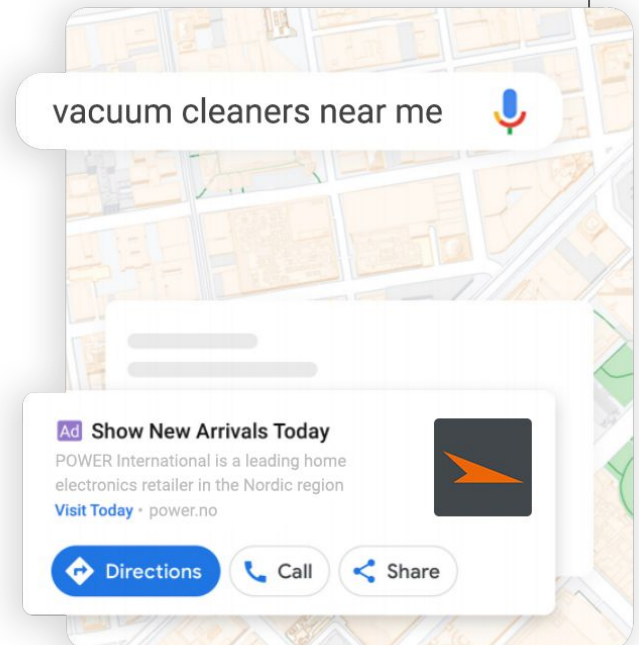 vacuum cleaners near me
Ad Show New Arrivals Today
POWER International is a leading home
electronics retailer in the Nordic region
Visit Today · power.no
Directions Call Share